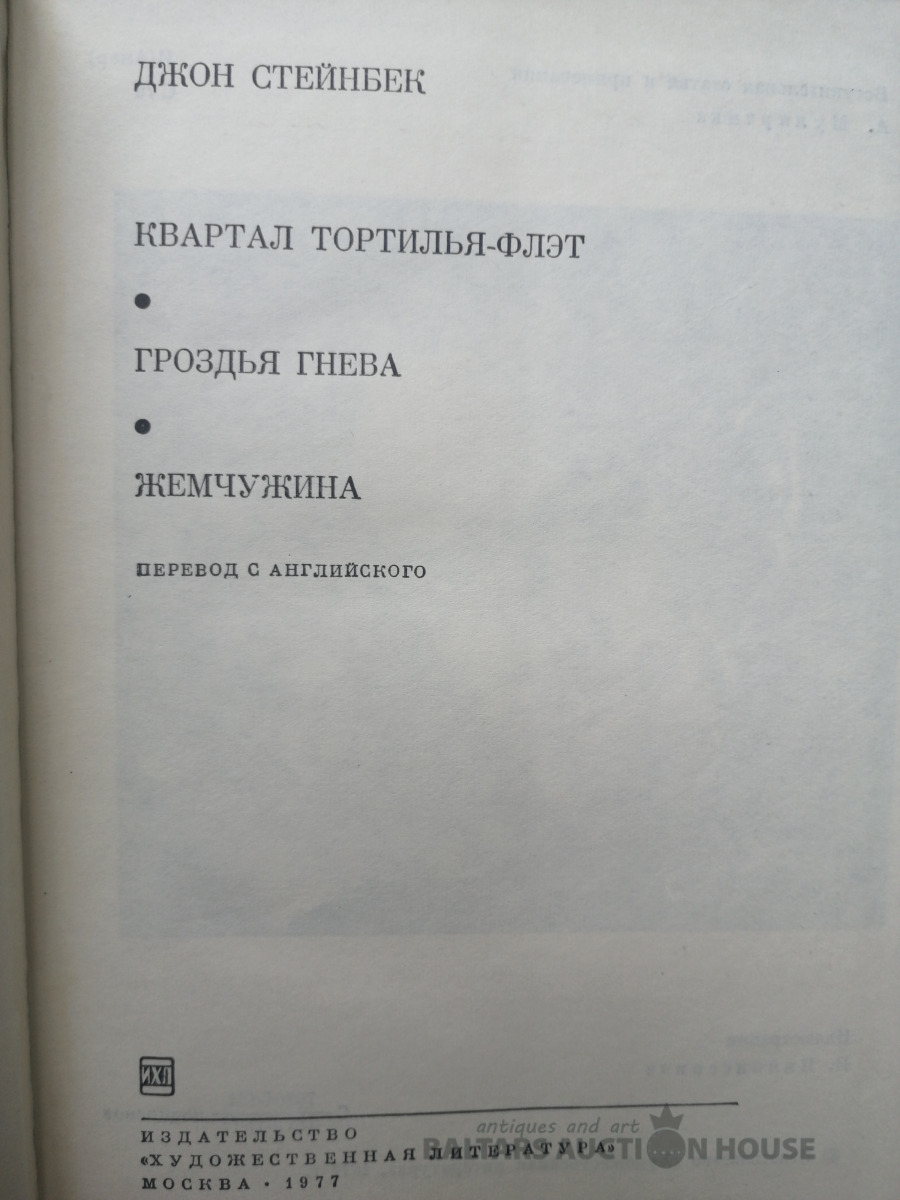 ДЖОН СТЕЙНБЕК
КВАРТАЛ ТОРТИЛЬЯ-ФЛЭТ
●
ГРОЗДЬЯ ГНЕВА
●
ЖЕМЧУЖИНА
ПЕРЕВОД С АНГЛИЙСКОГО
ИХЛ
ИЗДАТЕЛЬСТВО
«ХУДОЖЕСТВЕННАЯ ЛИТЕРАТУРА»
МОСКВА • 1977
antiques and art
BALTARS AUCTION HOUSE